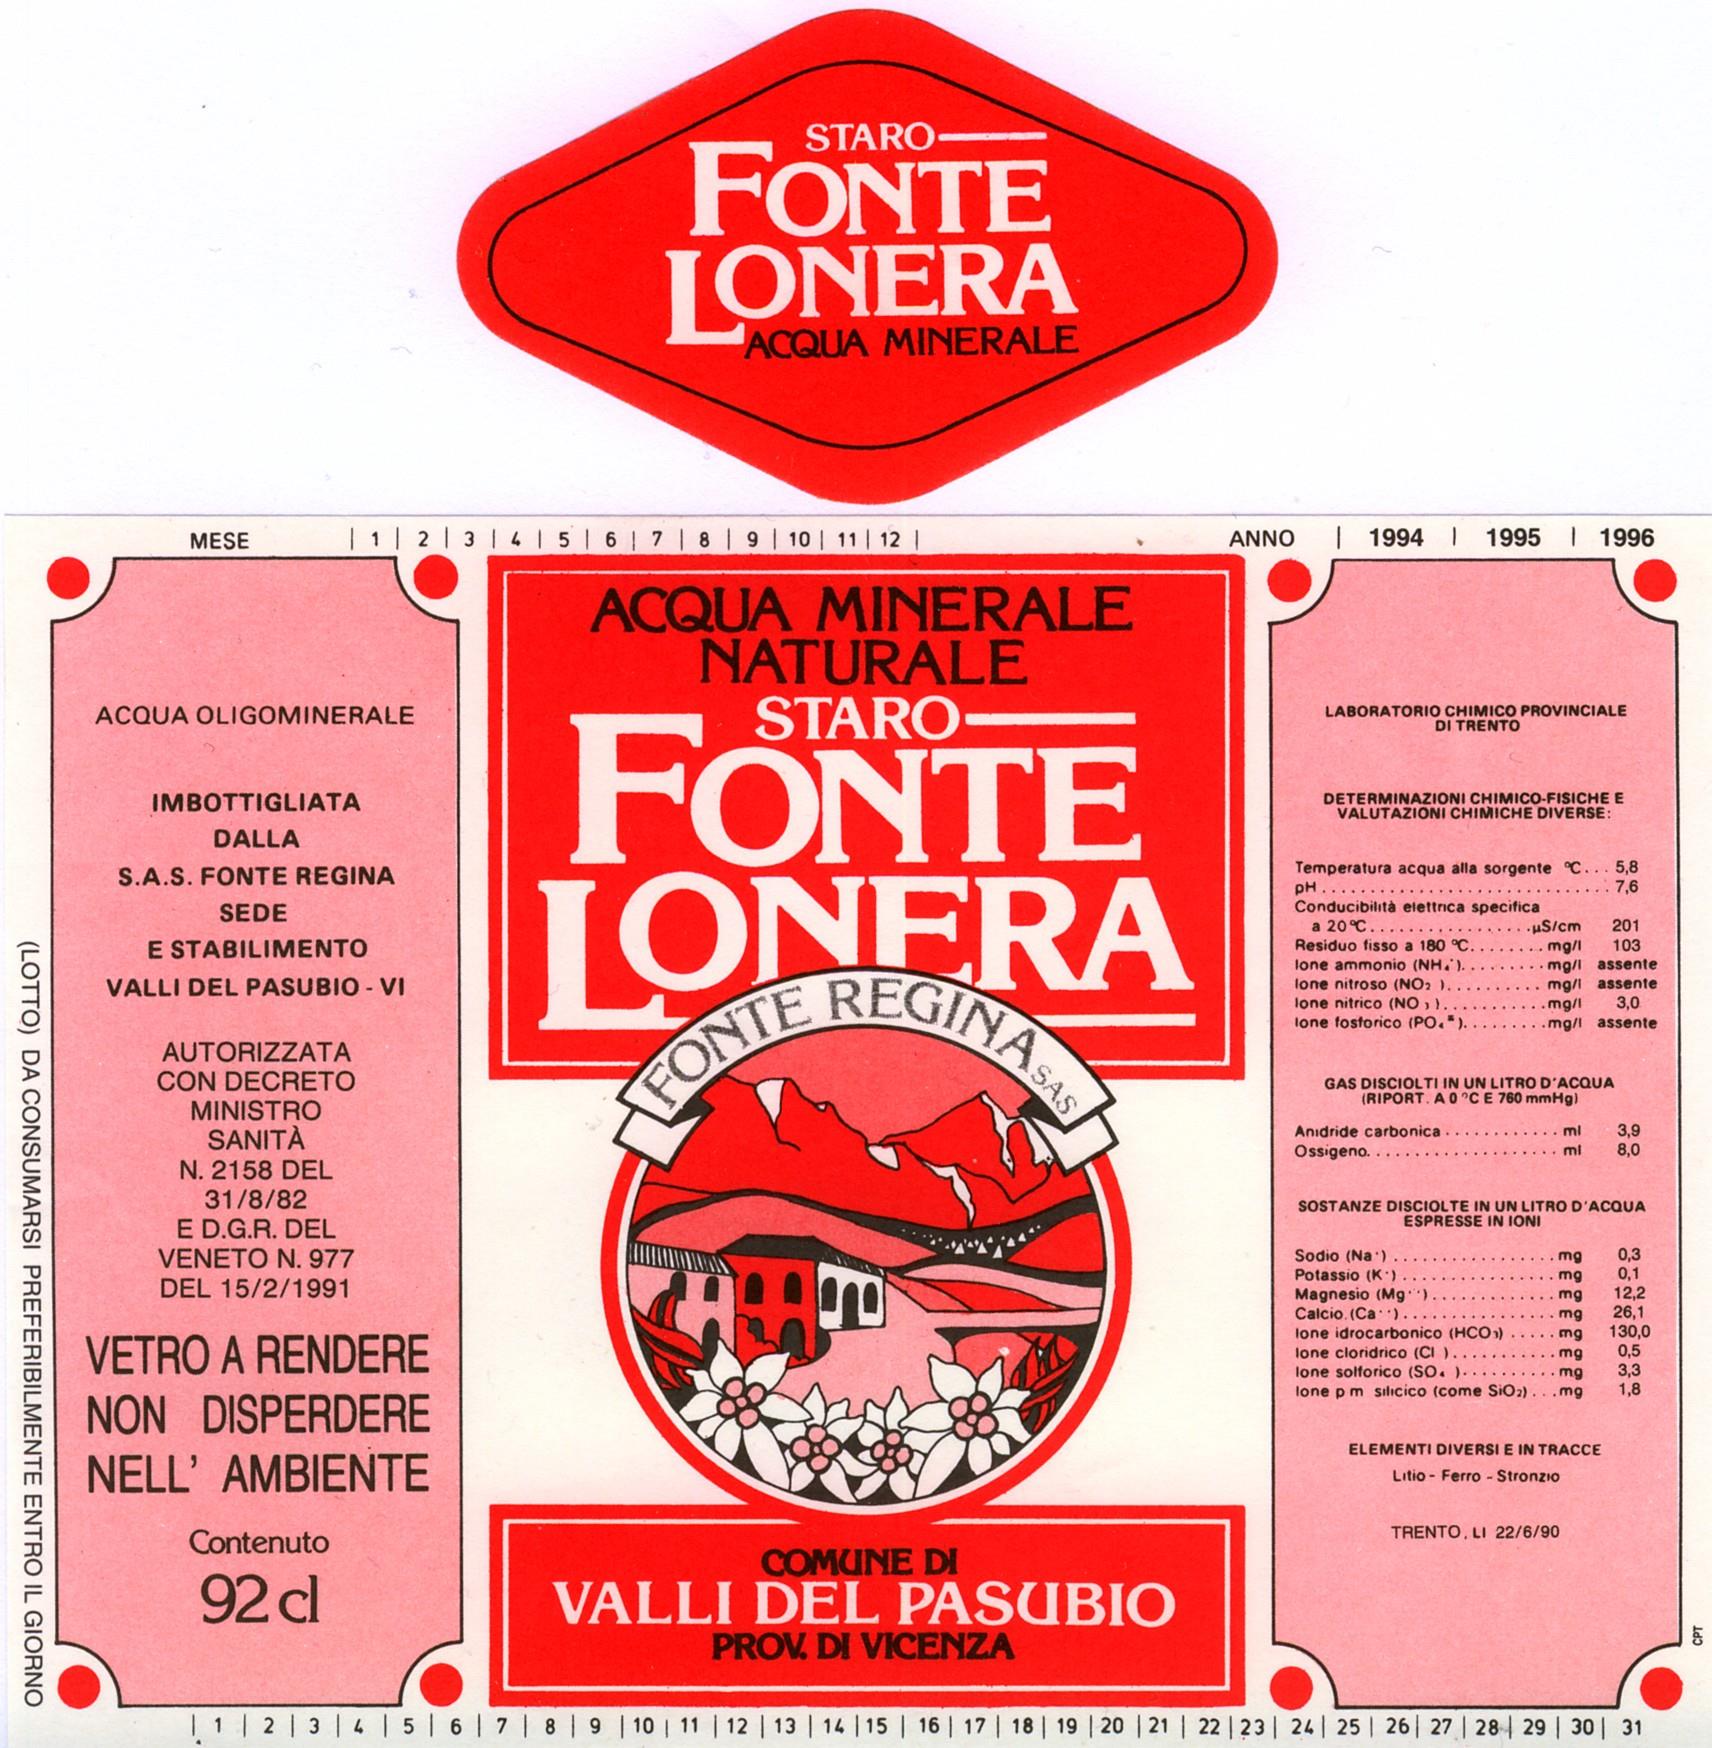 STARO
FONTE
LONERA
ACQUA MINERALE
MESE | 1 | 2 | 3 | 4 | 5 | 6 | 7 | 8 | 9 | 10 | 11 | 12 |
ANNO | 1994 | 1995 | 1996
(LOTTO) DA CONSUMARSI PREFERIBILMENTE ENTRO IL GIORNO
ACQUA OLIGOMINERALE
IMBOTTIGLIATA
DALLA
S.A.S. FONTE REGINA
SEDE
E STABILIMENTO
VALLI DEL PASUBIO - VI
AUTORIZZATA
CON DECRETO
MINISTRO
SANITÀ
N. 2158 DEL
31/8/82
E D.G.R. DEL
VENETO N. 977
DEL 15/2/1991
VETRO A RENDERE
NON DISPERDERE
NELL' AMBIENTE
Contenuto
92 cl
ACQUA MINERALE
NATURALE
STARO
FONTE
LONERA
FONTE REGINA SAS
COMUNE DI
VALLI DEL PASUBIO
PROV. DI VICENZA
LABORATORIO CHIMICO PROVINCIALE
DI TRENTO
DETERMINAZIONI CHIMICO-FISICHE E
VALUTAZIONI CHIMICHE DIVERSE:
Temperatura acqua alla sorgente °C... 5,8
pH............................ 7,6
Conducibilità elettrica specifica
a 20°C................µS/cm 201
Residuo fisso a 180 °C........mg/l 103
Ione ammonio (NH₄⁺).........mg/l assente
Ione nitroso (NO₂ )..........mg/l assente
Ione nitrico (NO₃ )...........mg/l 3,0
Ione fosforico (PO₄⁼).........mg/l assente
GAS DISCIOLTI IN UN LITRO D'ACQUA
(RIPORT. A 0 °C E 760 mmHg)
Anidride carbonica ............ ml 3,9
Ossigeno.................... ml 8,0
SOSTANZE DISCIOLTE IN UN LITRO D'ACQUA
ESPRESSE IN IONI
Sodio (Na⁺) .................mg 0,3
Potassio (K⁺) ................mg 0,1
Magnesio (Mg⁺⁺).............mg 12,2
Calcio.(Ca⁺⁺)................mg 26,1
Ione idrocarbonico (HCO₃) .....mg 130,0
Ione cloridrico (Cl ) ...........mg 0,5
Ione solforico (SO₄ )..........mg 3,3
Ione p m silicico (come SiO₂)...mg 1,8
ELEMENTI DIVERSI E IN TRACCE
Litio - Ferro - Stronzio
TRENTO, LI 22/6/90
CPT
| 1 | 2 | 3 | 4 | 5 | 6 | 7 | 8 | 9 | 10 | 11 | 12 | 13 | 14 | 15 | 16 | 17 | 18 | 19 | 20 | 21 | 22 | 23 | 24 | 25 | 26 | 27 | 28 | 29 | 30 | 31